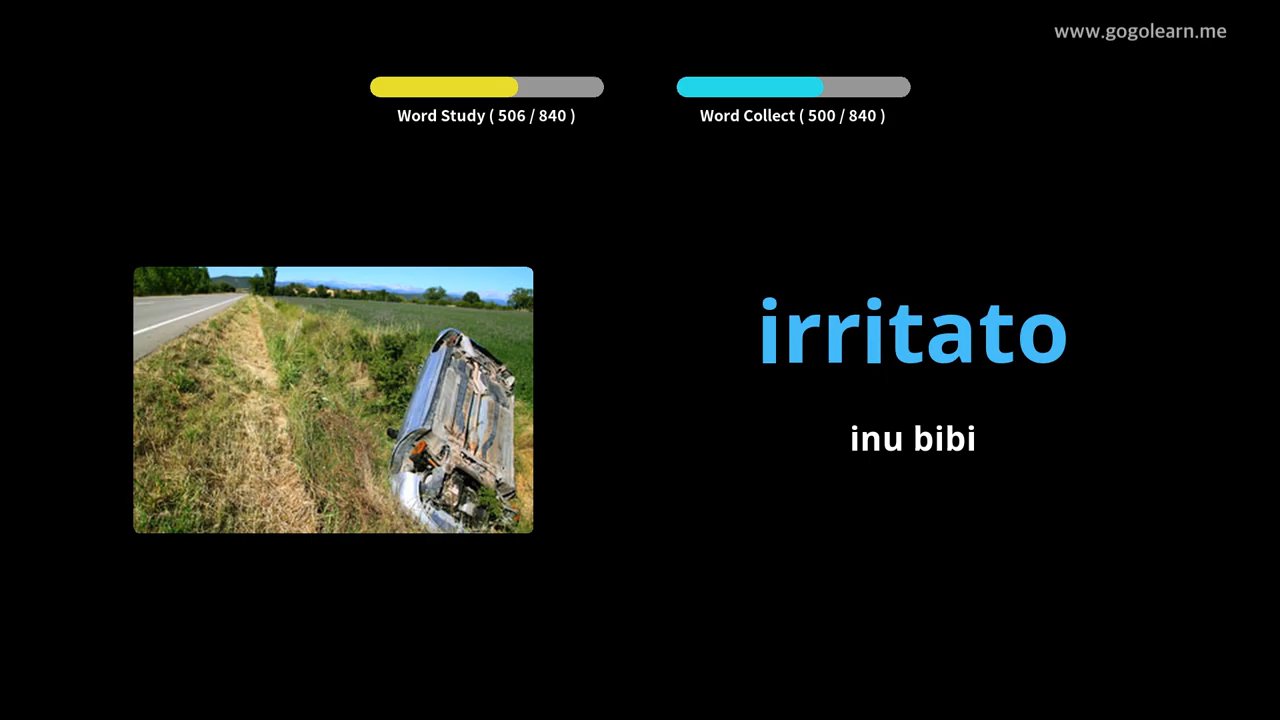 www.gogolearn.me
Word Study ( 506 / 840 )
Word Collect ( 500 / 840 )
irritato
inu bibi